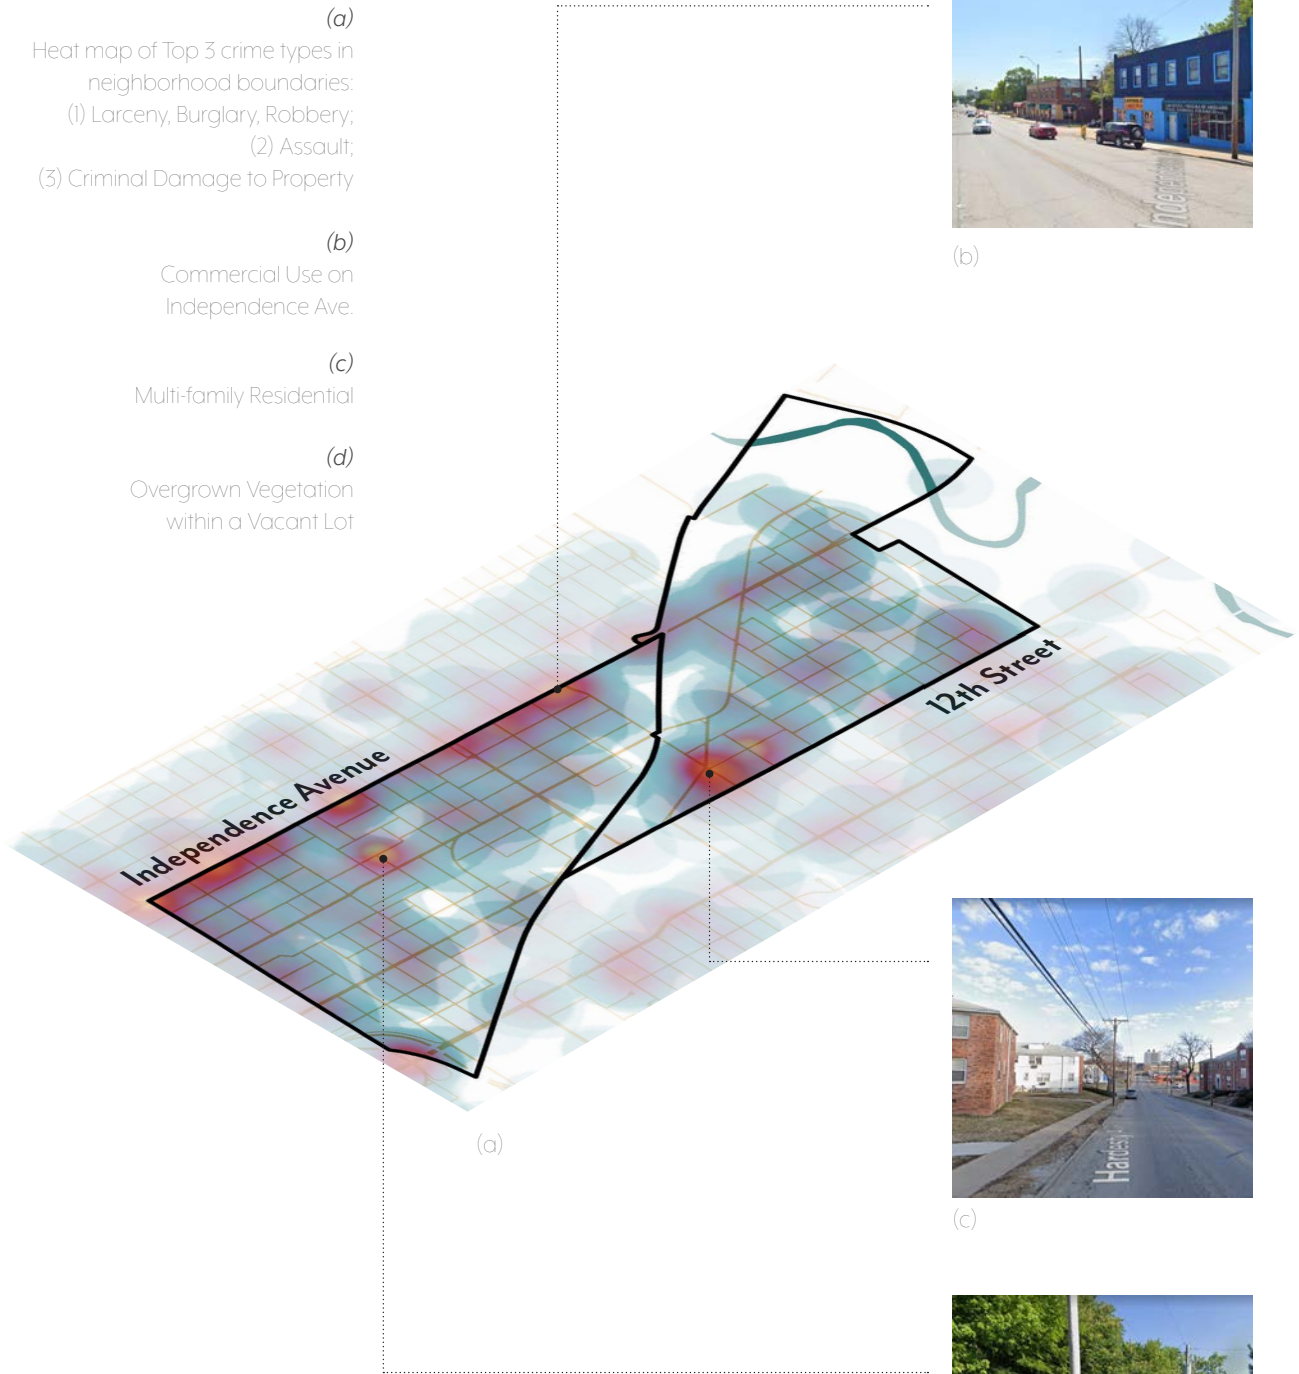 (a)
Heat map of Top 3 crime types in
neighborhood boundaries:
(1) Larceny, Burglary, Robbery;
(2) Assault;
(3) Criminal Damage to Property
(b)
Commercial Use on
Independence Ave.
(c)
Multi-family Residential
(d)
Overgrown Vegetation
within a Vacant Lot
(b)
Independence Avenue
12th Street
(a)
(c)